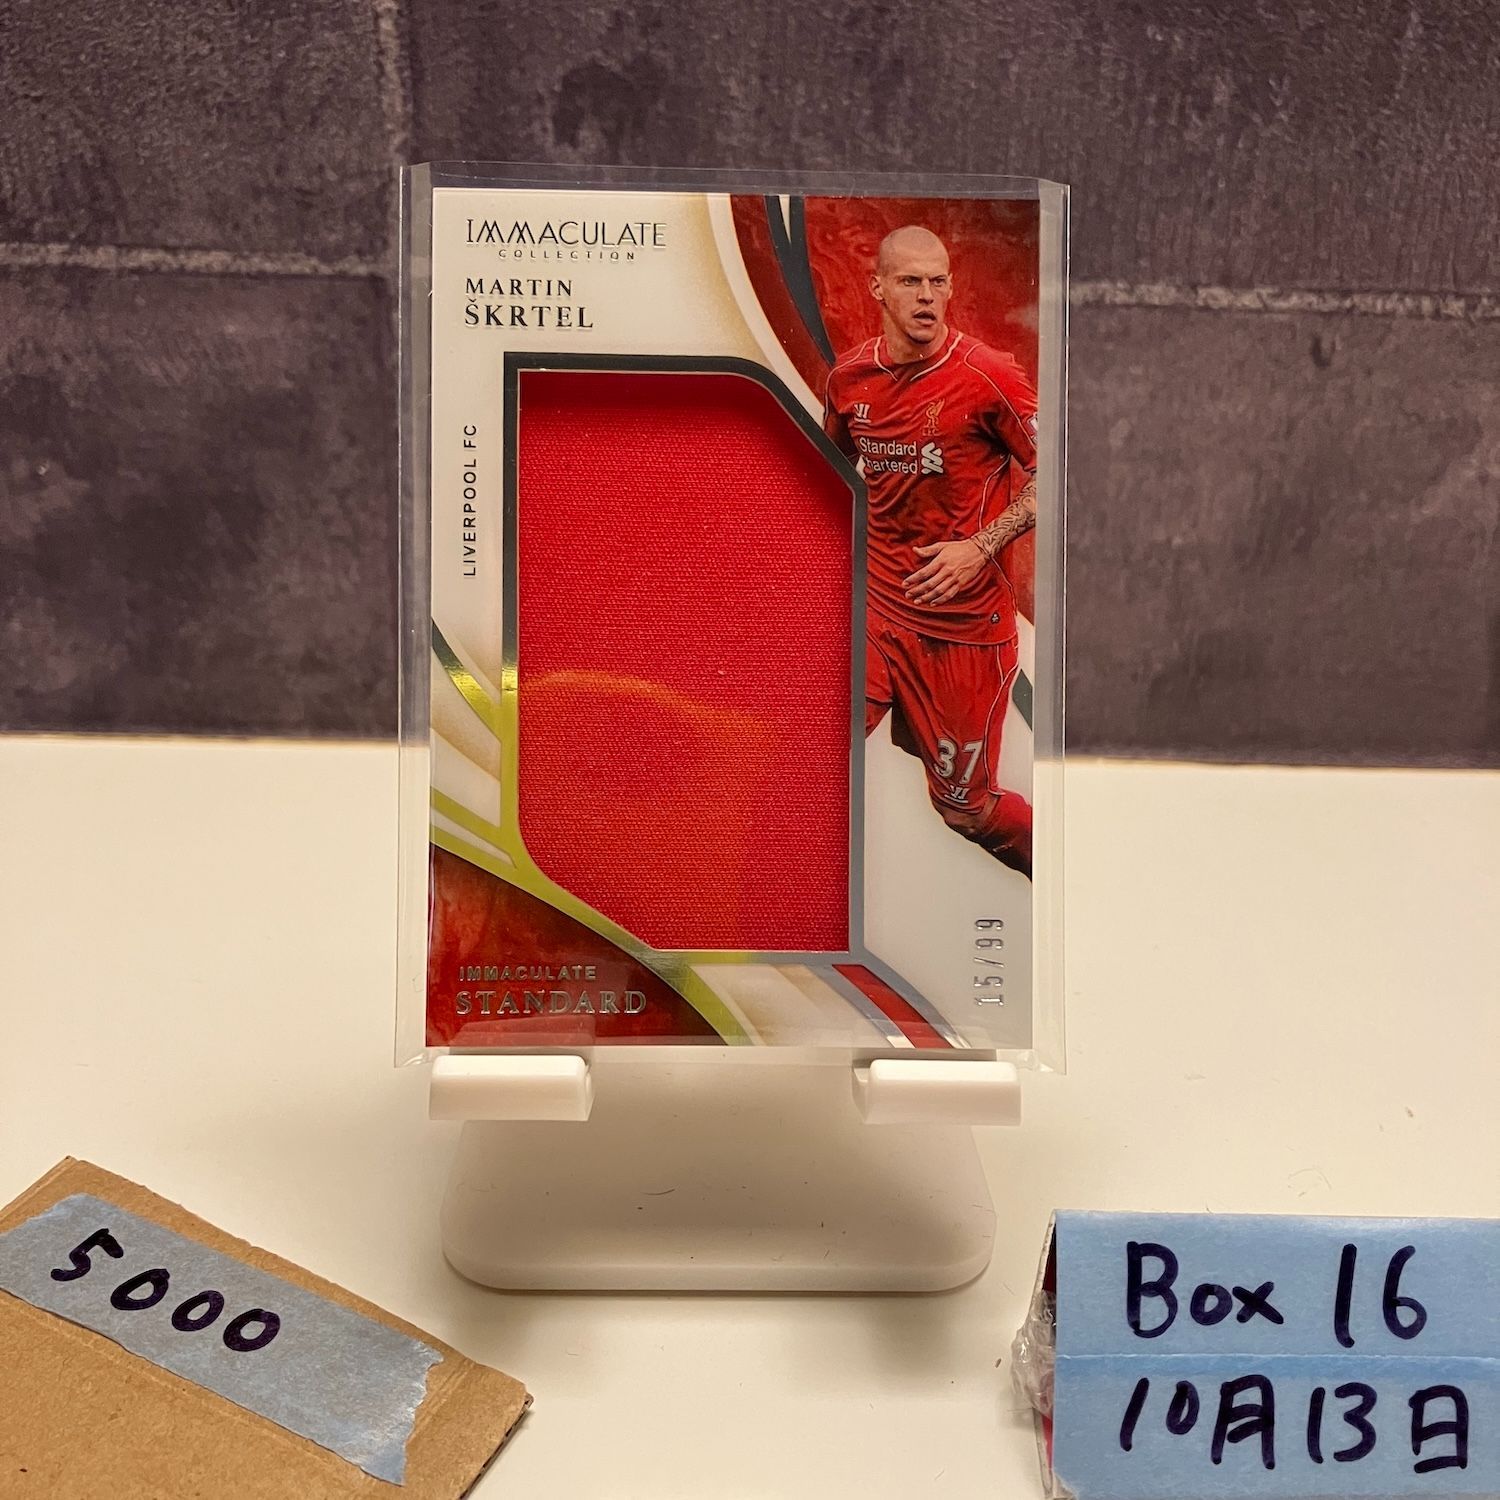 IMMACULATE
COLLECTION
MARTIN
ŠKRTEL
LIVERPOOL FC
Standard
Chartered
37
15/99
IMMACULATE
STANDARD
5000
Box 16
10月13日